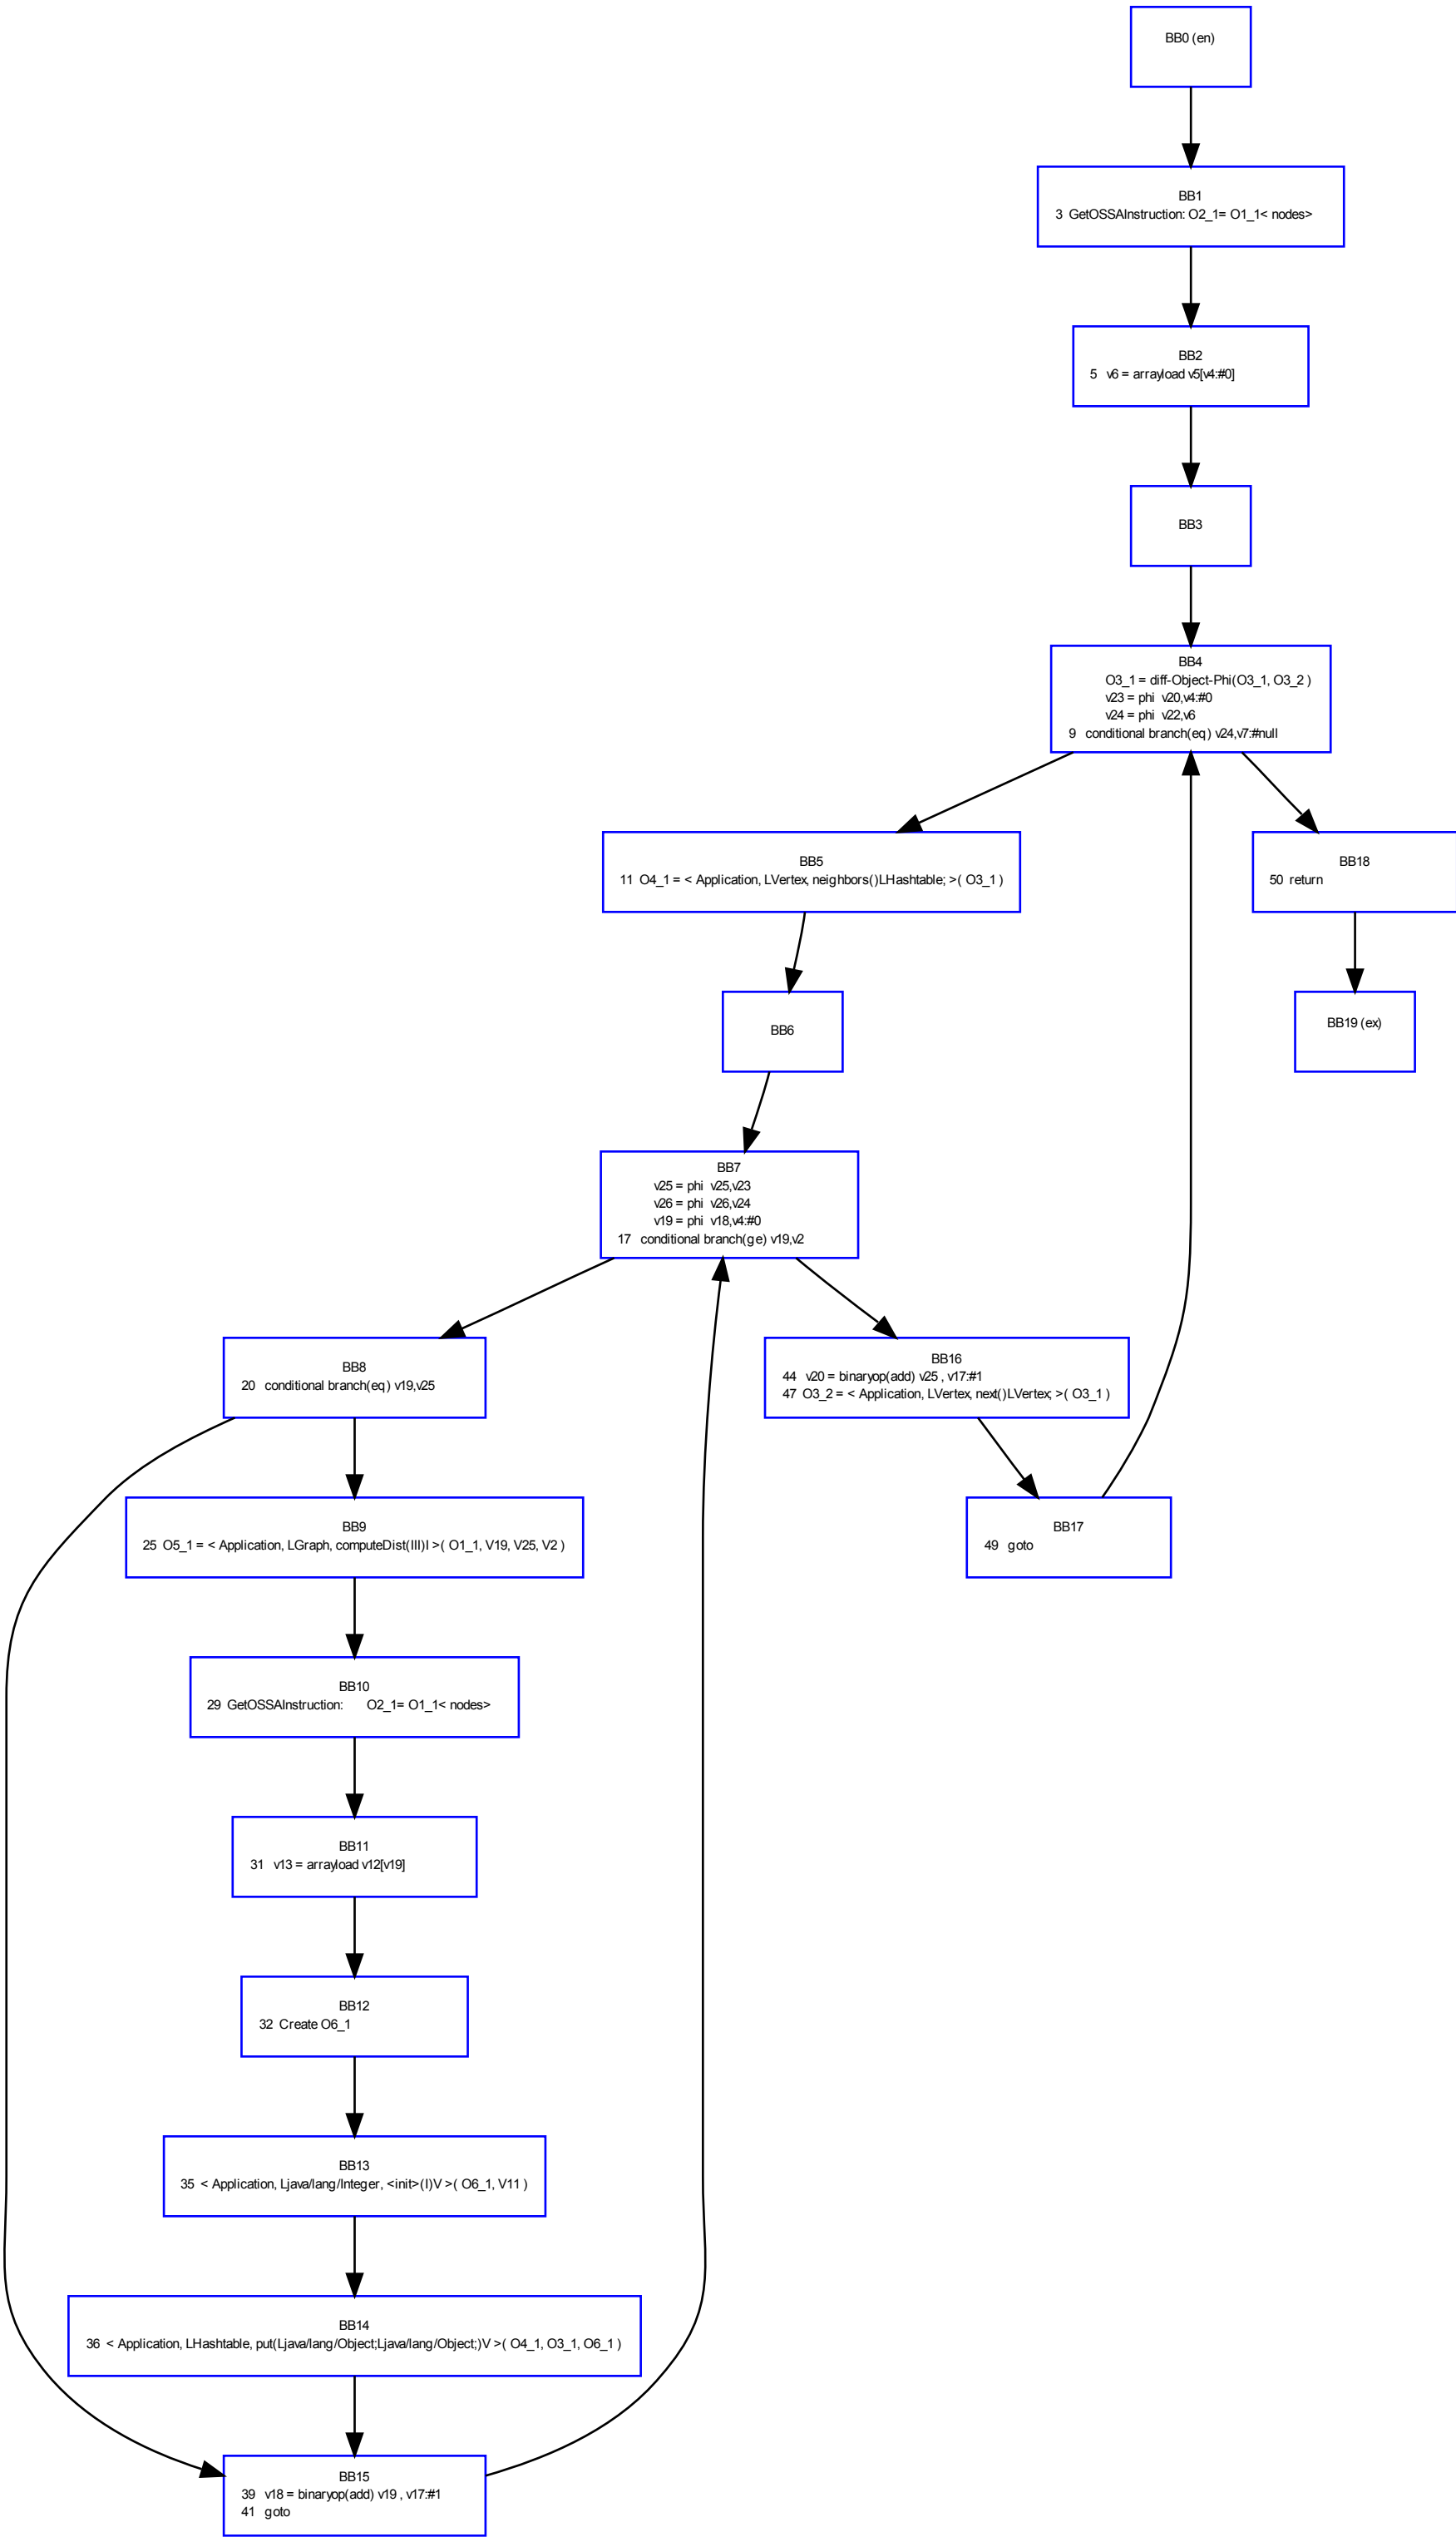 BB0 (en)
BB1
3 GetOSSAInstruction: O2_1= O1_1< nodes>
BB2
5 v6 = arrayload v5[v4:#0]
BB3
BB4
O3_1 = diff-Object-Phi(O3_1, O3_2 )
v23 = phi v20,v4:#0
v24 = phi v22,v6
9 conditional branch(eq) v24,v7:#null
BB5
11 O4_1 = < Application, LVertex, neighbors()LHashtable; >( O3_1 )
BB18
50 return
BB6
BB19 (ex)
BB7
v25 = phi v25,v23
v26 = phi v26,v24
v19 = phi v18,v4:#0
17 conditional branch(ge) v19,v2
BB8
20 conditional branch(eq) v19,v25
BB16
44 v20 = binaryop(add) v25 , v17:#1
47 O3_2 = < Application, LVertex, next()LVertex; >( O3_1 )
BB9
25 O5_1 = < Application, LGraph, computeDist(III)I >( O1_1, V19, V25, V2 )
BB17
49 goto
BB10
29 GetOSSAInstruction: O2_1= O1_1< nodes>
BB11
31 v13 = arrayload v12[v19]
BB12
32 Create O6_1
BB13
35 < Application, Ljava/lang/Integer, <init>(I)V >( O6_1, V11 )
BB14
36 < Application, LHashtable, put(Ljava/lang/Object;Ljava/lang/Object;)V >( O4_1, O3_1, O6_1 )
BB15
39 v18 = binaryop(add) v19 , v17:#1
41 goto